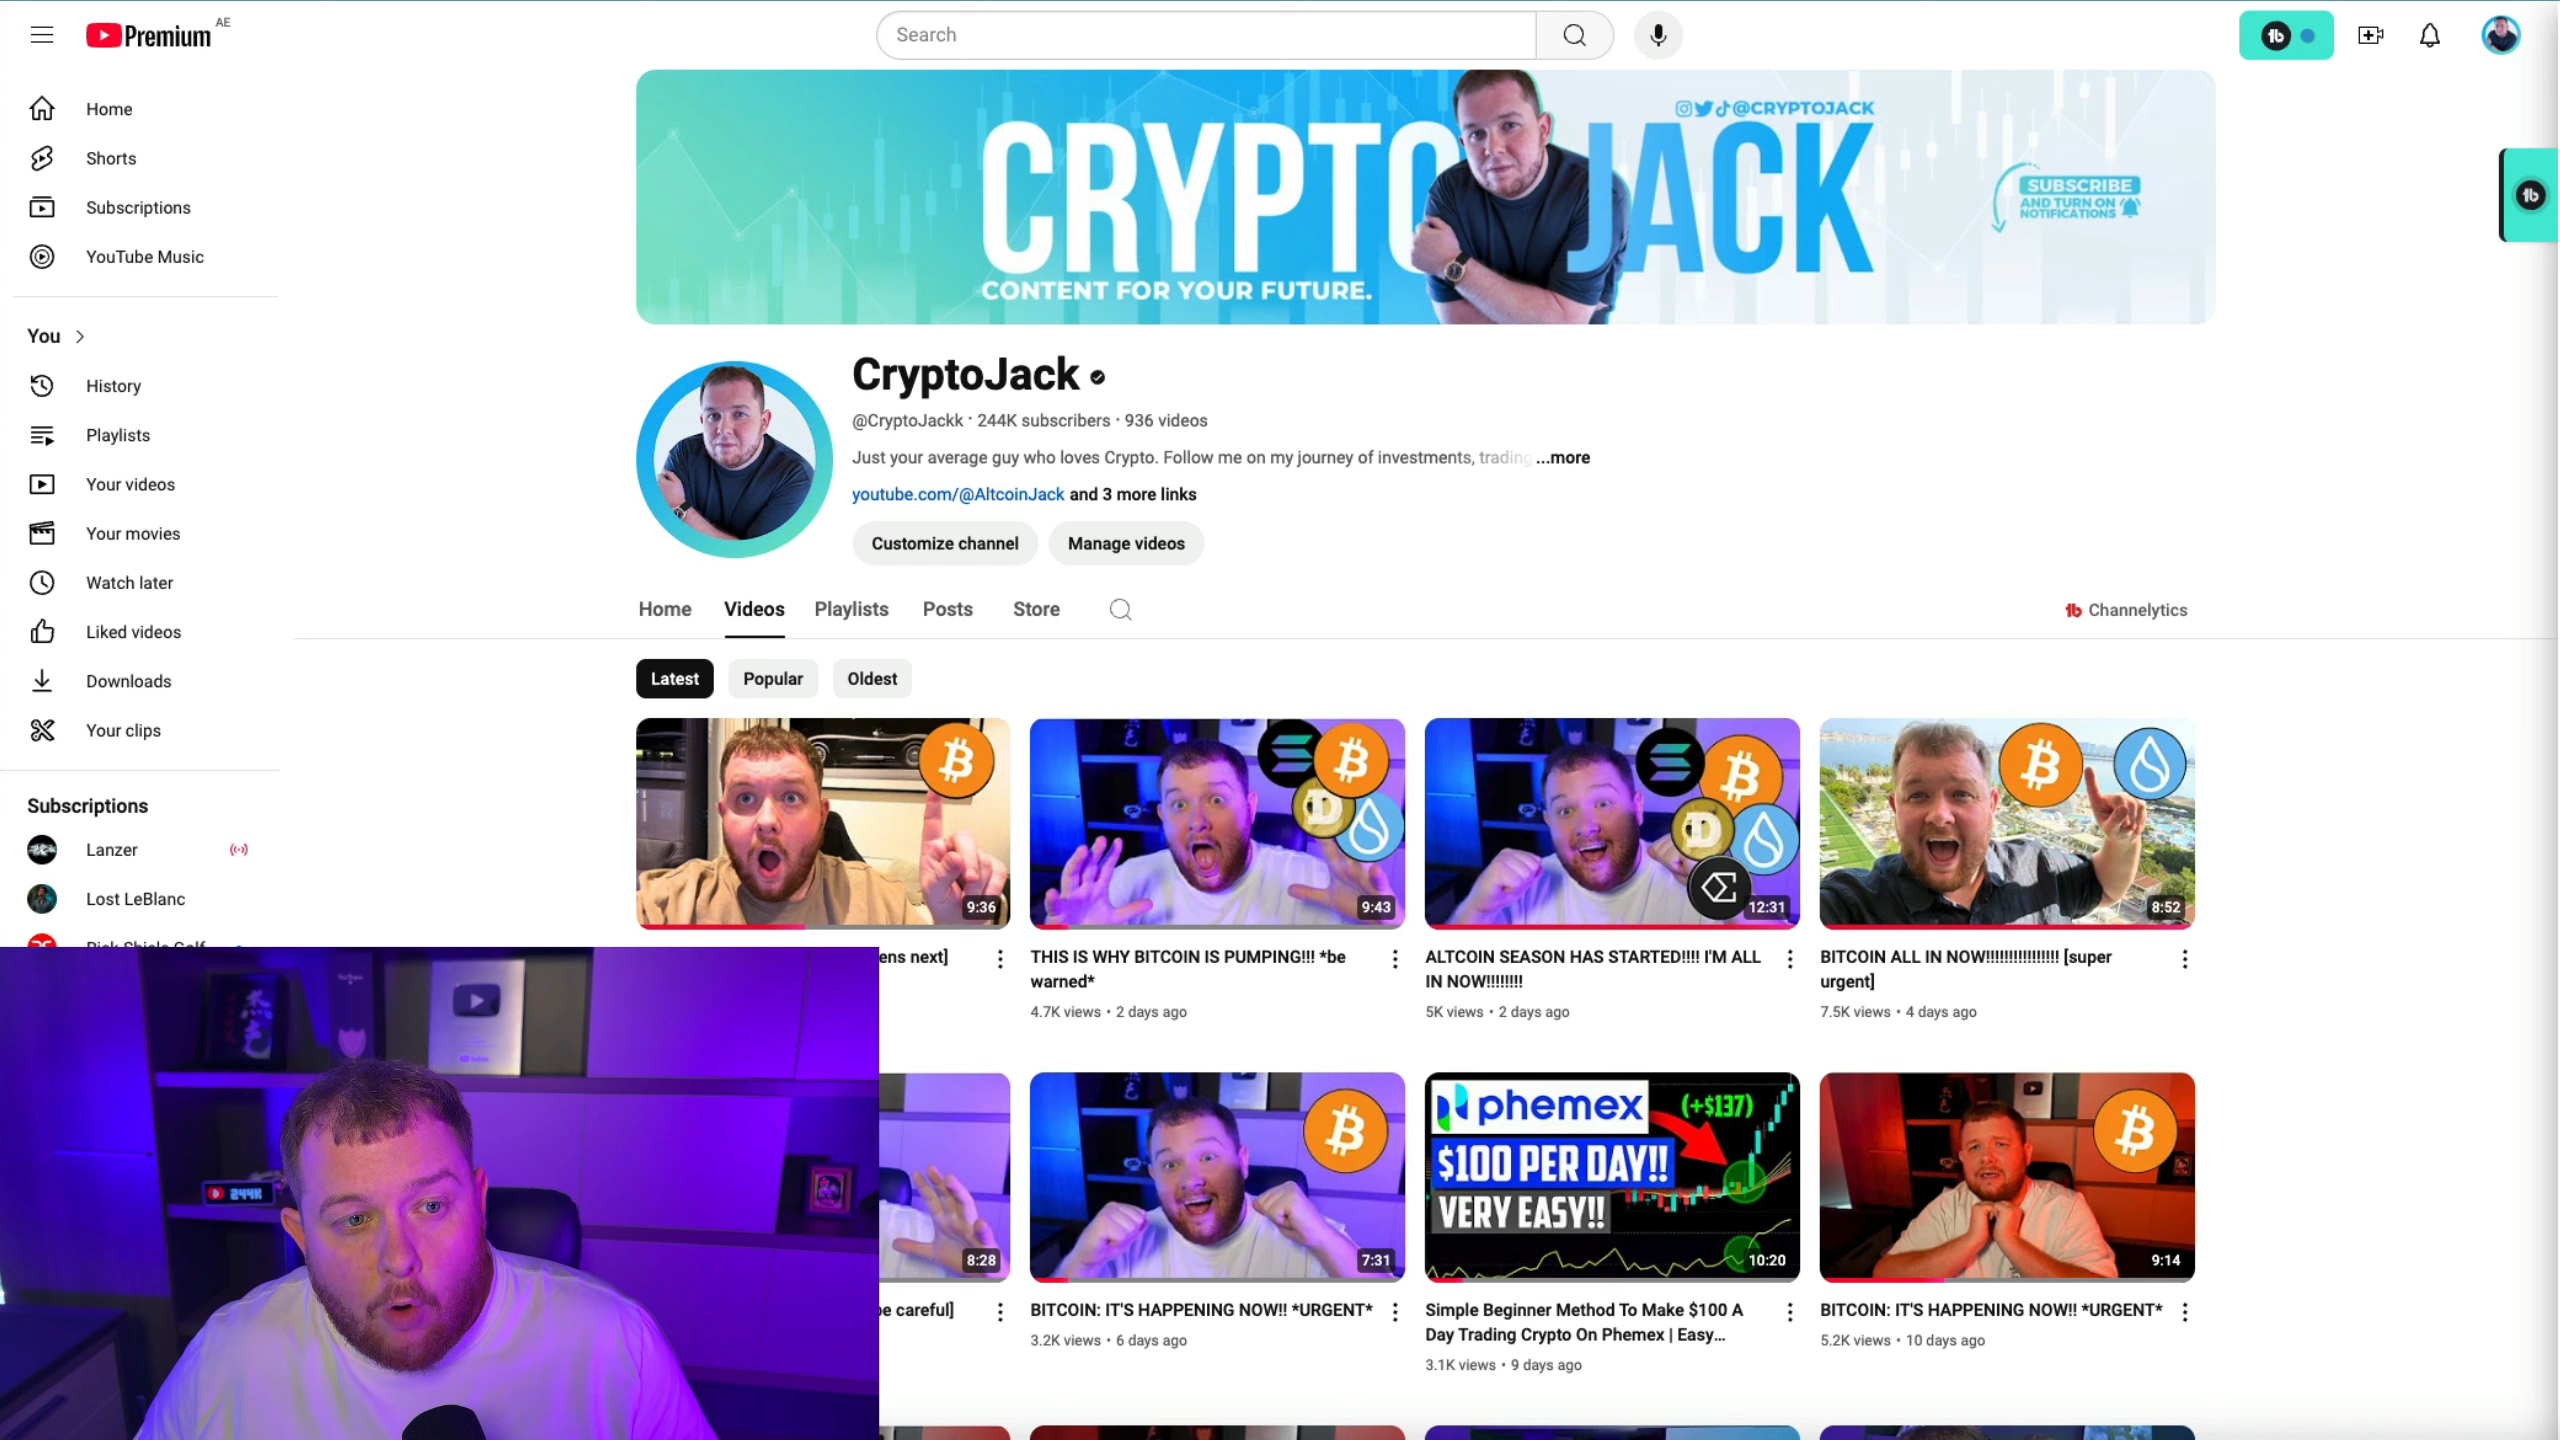 Premium AE
Search
Home
Shorts
Subscriptions
YouTube Music
You
History
Playlists
Your videos
Your movies
Watch later
Liked videos
Downloads
Your clips
Subscriptions
Lanzer
Lost LeBlanc
@CRYPTOJACK
CRYPTO JACK
CONTENT FOR YOUR FUTURE.
SUBSCRIBE
AND TURN ON
NOTIFICATIONS
CryptoJack
@CryptoJackk · 244K subscribers · 936 videos
Just your average guy who loves Crypto. Follow me on my journey of investments, trading ...more
youtube.com/@AltcoinJack and 3 more links
Customize channel
Manage videos
Home
Videos
Playlists
Posts
Store
Channelytics
Latest
Popular
Oldest
9:36
9:43
12:31
8:52
ens next]
THIS IS WHY BITCOIN IS PUMPING!!! *be
warned*
4.7K views • 2 days ago
ALTCOIN SEASON HAS STARTED!!!! I'M ALL
IN NOW!!!!!!!!
5K views • 2 days ago
BITCOIN ALL IN NOW!!!!!!!!!!!!!!!! [super
urgent]
7.5K views • 4 days ago
244K
8:28
7:31
phemex
(+$137)
$100 PER DAY!!
VERY EASY!!
10:20
9:14
be careful]
BITCOIN: IT'S HAPPENING NOW!! *URGENT*
3.2K views • 6 days ago
Simple Beginner Method To Make $100 A
Day Trading Crypto On Phemex | Easy...
3.1K views • 9 days ago
BITCOIN: IT'S HAPPENING NOW!! *URGENT*
5.2K views • 10 days ago